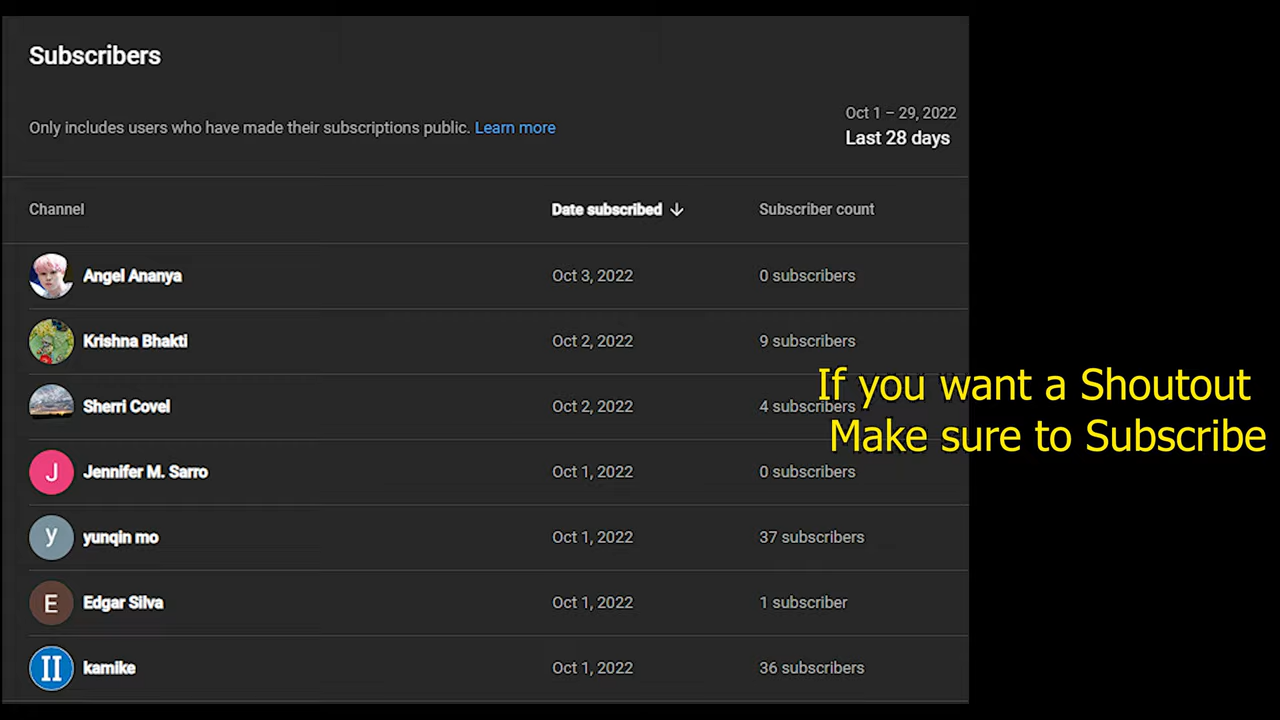 Subscribers
Only includes users who have made their subscriptions public. Learn more
Oct 1 – 29, 2022
Last 28 days
Channel Date subscribed ↓ Subscriber count
Angel Ananya Oct 3, 2022 0 subscribers
Krishna Bhakti Oct 2, 2022 9 subscribers
If you want a Shoutout
Sherri Covel Oct 2, 2022 4 subscribers
Make sure to Subscribe
J Jennifer M. Sarro Oct 1, 2022 0 subscribers
y yunqin mo Oct 1, 2022 37 subscribers
E Edgar Silva Oct 1, 2022 1 subscriber
II kamike Oct 1, 2022 36 subscribers